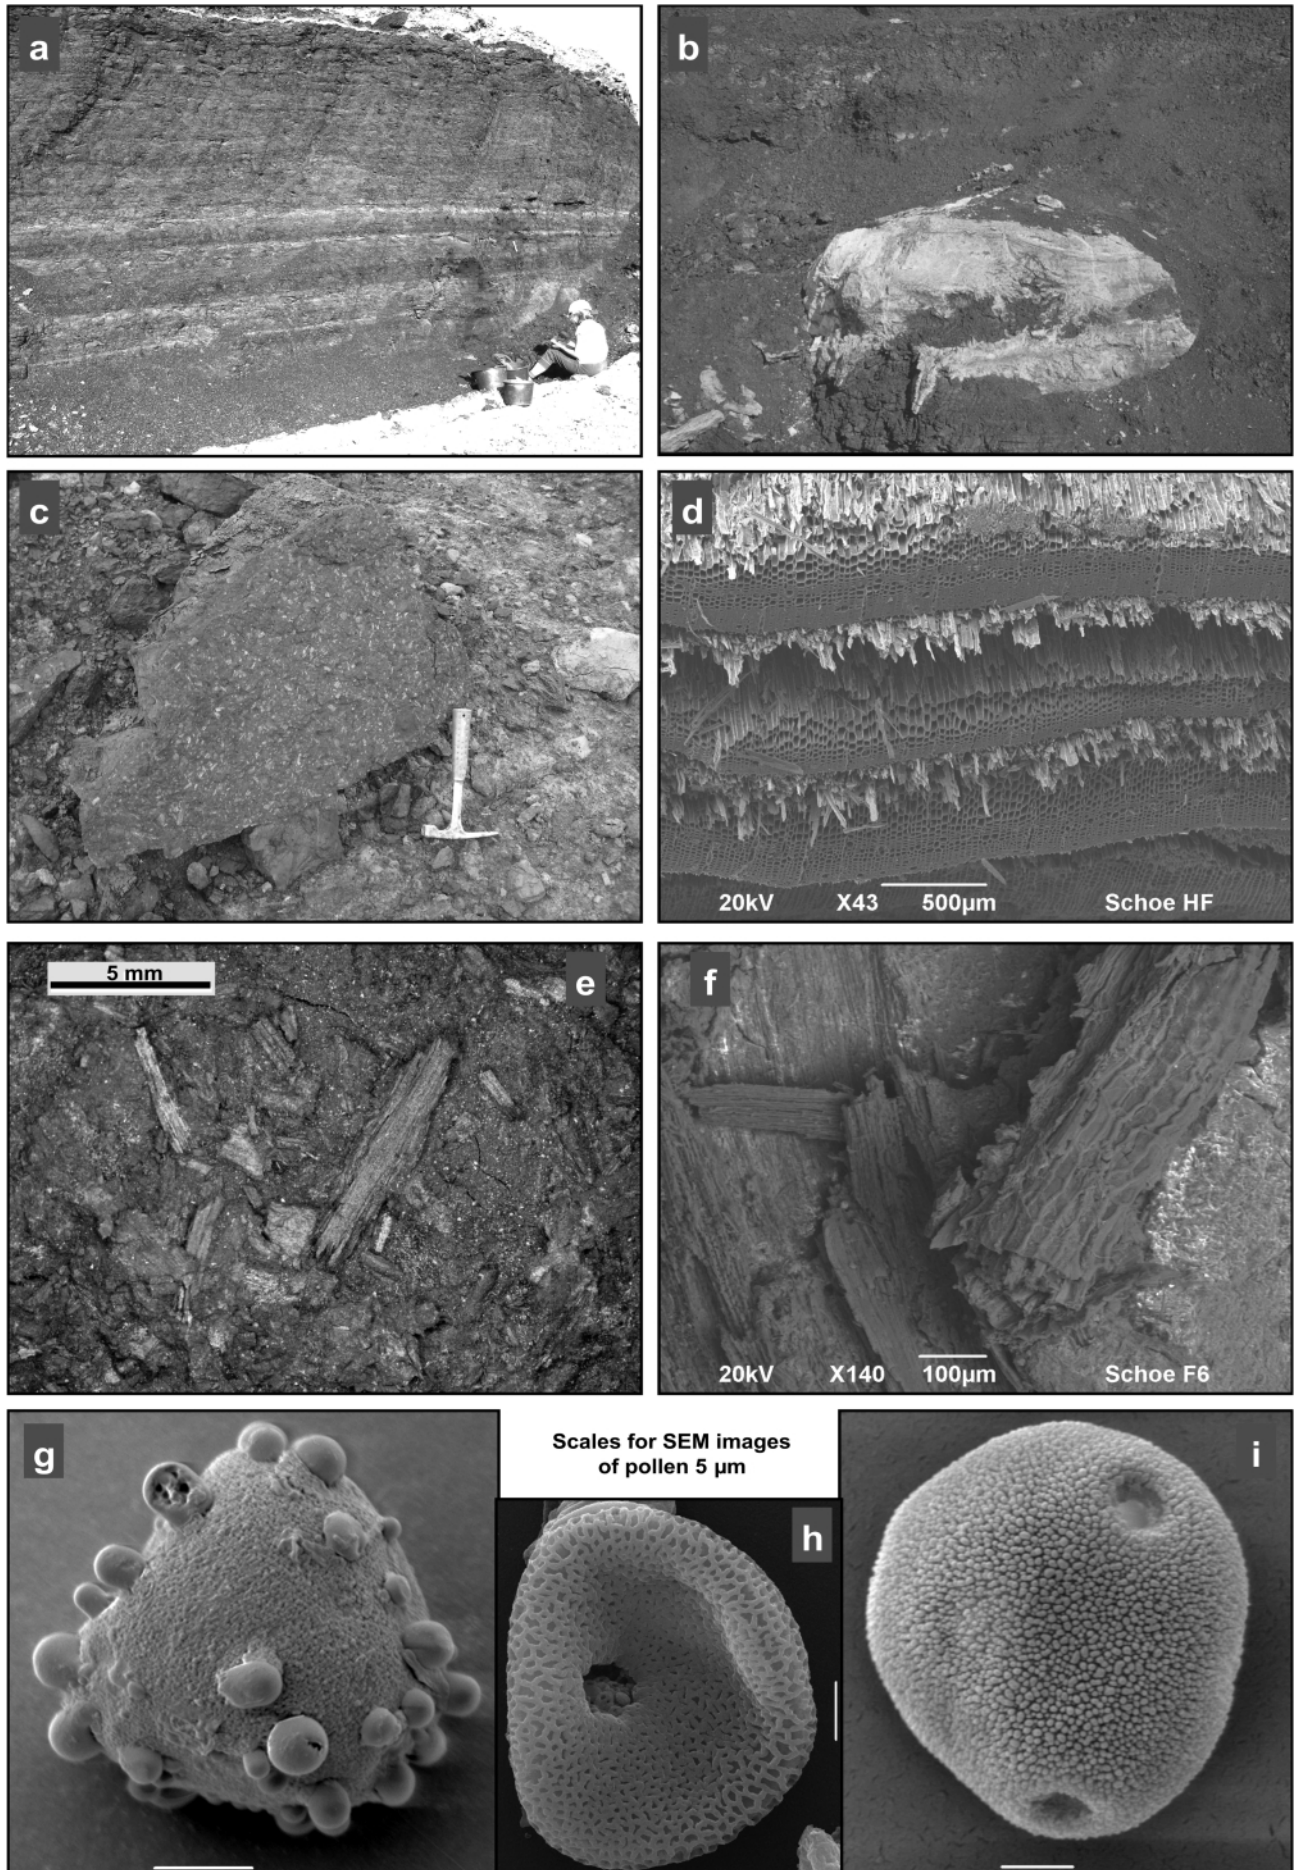 a
b
c
d
20kV X43 500µm Schoe HF
5 mm
e
f
20kV X140 100µm Schoe F6
g
Scales for SEM images
of pollen 5 µm
h
i